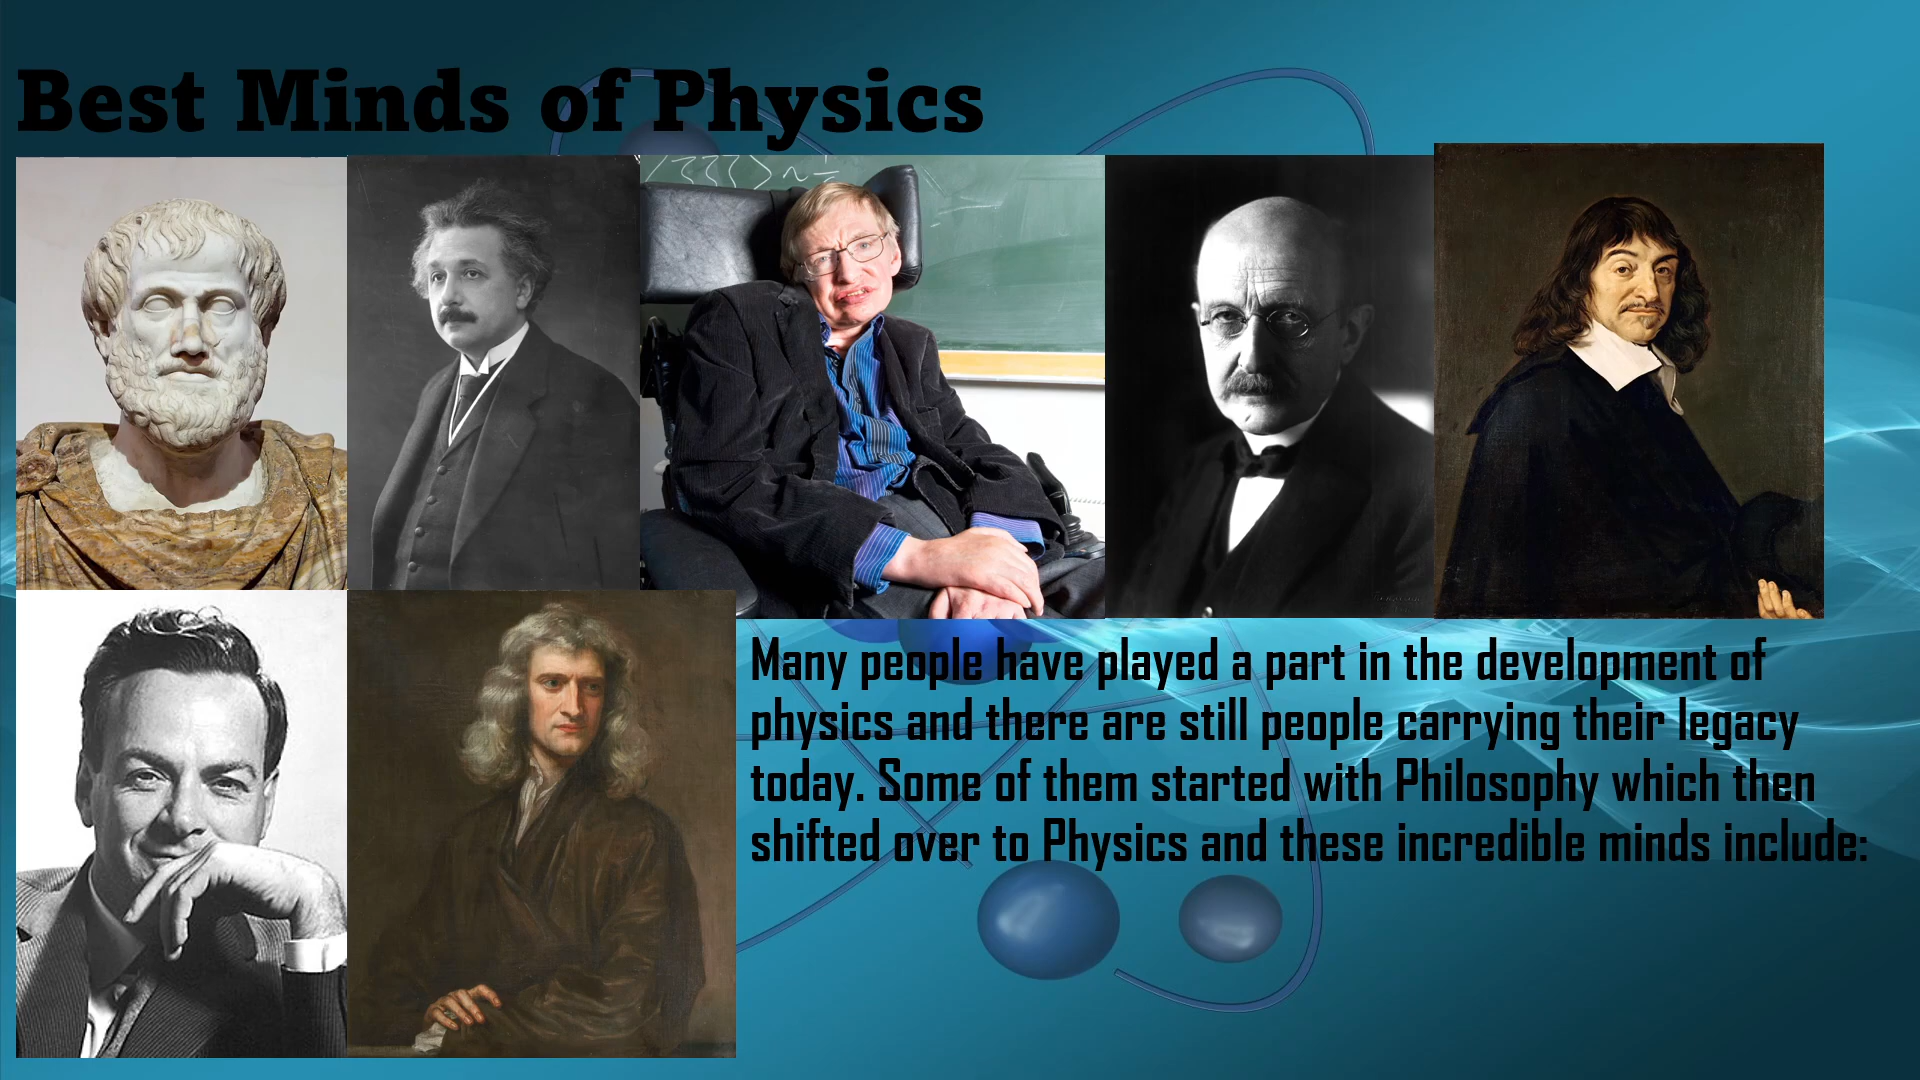 Best Minds of Physics
Many people have played a part in the development of
physics and there are still people carrying their legacy
today. Some of them started with Philosophy which then
shifted over to Physics and these incredible minds include: